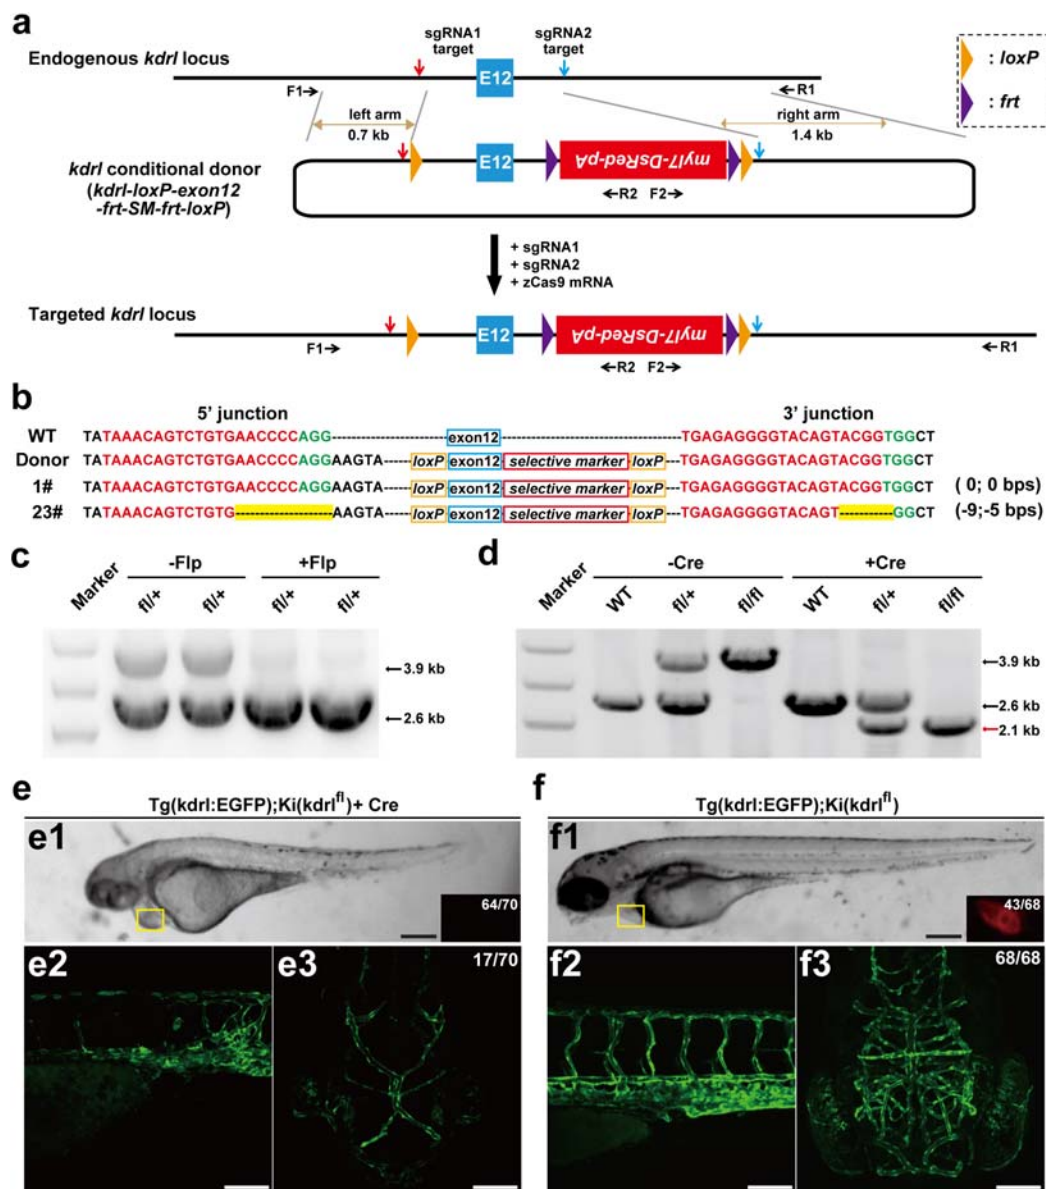 a
Endogenous kdrl locus
sgRNA1 target
sgRNA2 target
E12
F1
R1
: loxP
: frt
left arm
0.7 kb
right arm
1.4 kb
kdrl conditional donor
(kdrl-loxP-exon12
-frt-SM-frt-loxP)
E12
myl7-DsRed-pA
R2 F2
+ sgRNA1
+ sgRNA2
+ zCas9 mRNA
Targeted kdrl locus
E12
myl7-DsRed-pA
F1
R2 F2
R1
b
5' junction 3' junction
WT TATAAACAGTCTGTGAACCCCAGG exon12 TGAGAGGGGTACAGTACGGTGGCT
Donor TATAAACAGTCTGTGAACCCCAGGAAGTA loxP exon12 selective marker loxP TGAGAGGGGTACAGTACGGTGGCT
1# TATAAACAGTCTGTGAACCCCAGGAAGTA loxP exon12 selective marker loxP TGAGAGGGGTACAGTACGGTGGCT ( 0; 0 bps)
23# TATAAACAGTCTGTG AAGTA loxP exon12 selective marker loxP TGAGAGGGGTACAGT GGCT (-9;-5 bps)
c
-Flp +Flp
Marker fl/+ fl/+ fl/+ fl/+
3.9 kb
2.6 kb
d
-Cre +Cre
Marker WT fl/+ fl/fl WT fl/+ fl/fl
3.9 kb
2.6 kb
2.1 kb
e
Tg(kdrl:EGFP);Ki(kdrlfl)+ Cre
e1
64/70
e2
e3
17/70
f
Tg(kdrl:EGFP);Ki(kdrlfl)
f1
43/68
f2
f3
68/68